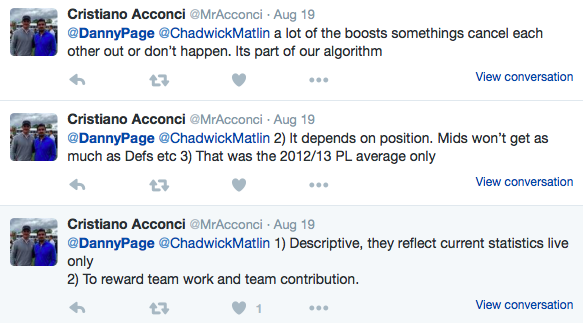 Cristiano Acconci @MrAcconci · Aug 19
@DannyPage @ChadwickMatlin a lot of the boosts somethings cancel each
other out or don't happen. Its part of our algorithm
View conversation
Cristiano Acconci @MrAcconci · Aug 19
@DannyPage @ChadwickMatlin 2) It depends on position. Mids won't get as
much as Defs etc 3) That was the 2012/13 PL average only
View conversation
Cristiano Acconci @MrAcconci · Aug 19
@DannyPage @ChadwickMatlin 1) Descriptive, they reflect current statistics live
only
2) To reward team work and team contribution.
1
View conversation